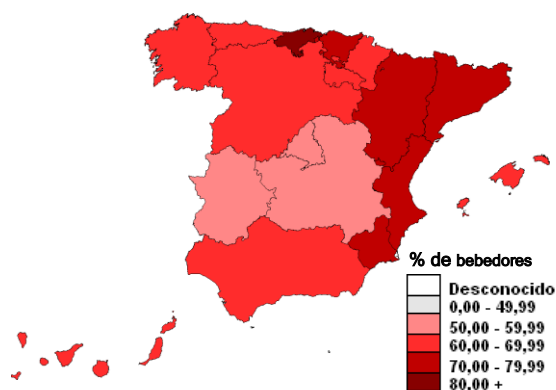 % de bebedores
Desconocido
0,00 - 49,99
50,00 - 59,99
60,00 - 69,99
70,00 - 79,99
80,00 +